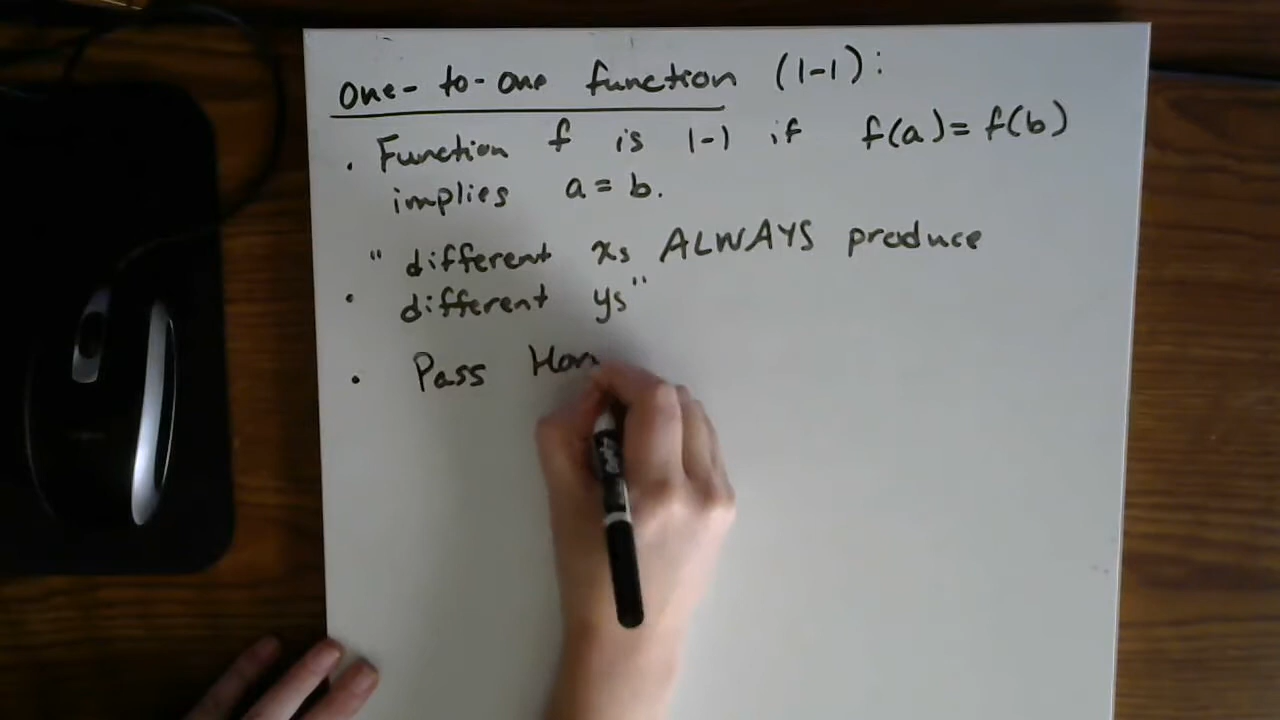 one-to-one function (1-1):
• Function f is 1-1 if f(a)=f(b)
implies a=b.
" different xs ALWAYS produce
• different ys"
• Pass Hor